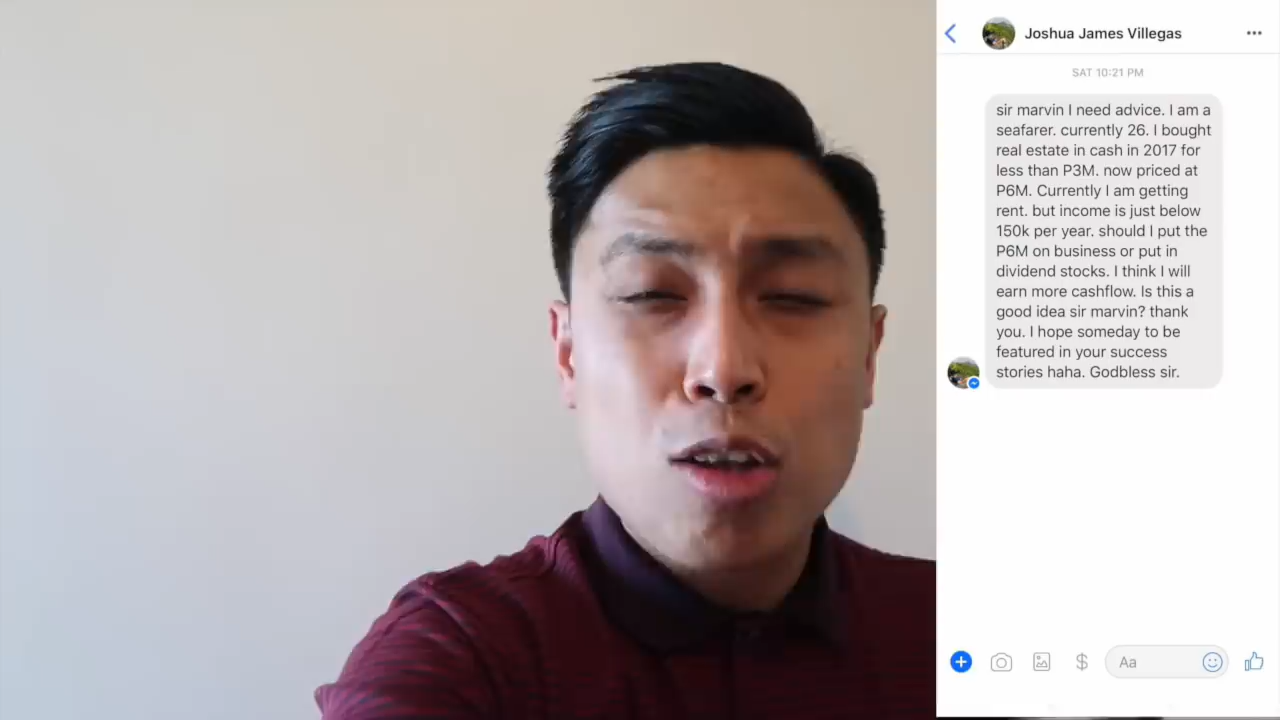 Joshua James Villegas
SAT 10:21 PM
sir marvin I need advice. I am a
seafarer. currently 26. I bought
real estate in cash in 2017 for
less than P3M. now priced at
P6M. Currently I am getting
rent. but income is just below
150k per year. should I put the
P6M on business or put in
dividend stocks. I think I will
earn more cashflow. Is this a
good idea sir marvin? thank
you. I hope someday to be
featured in your success
stories haha. Godbless sir.
Aa